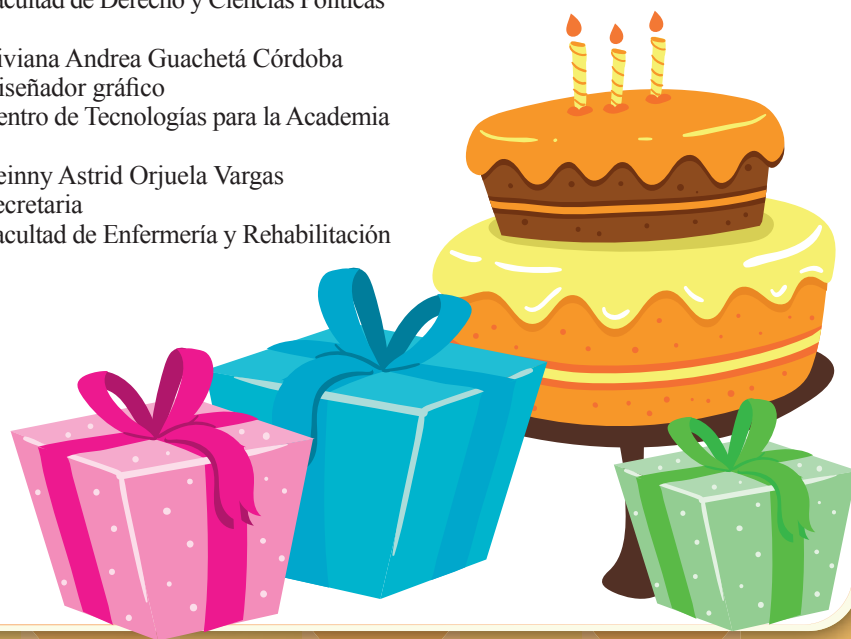 acultad de Derecho y Ciencias Políticas
iviana Andrea Guachetá Córdoba
iseñador gráfico
entro de Tecnologías para la Academia
einny Astrid Orjuela Vargas
ecretaria
acultad de Enfermería y Rehabilitación